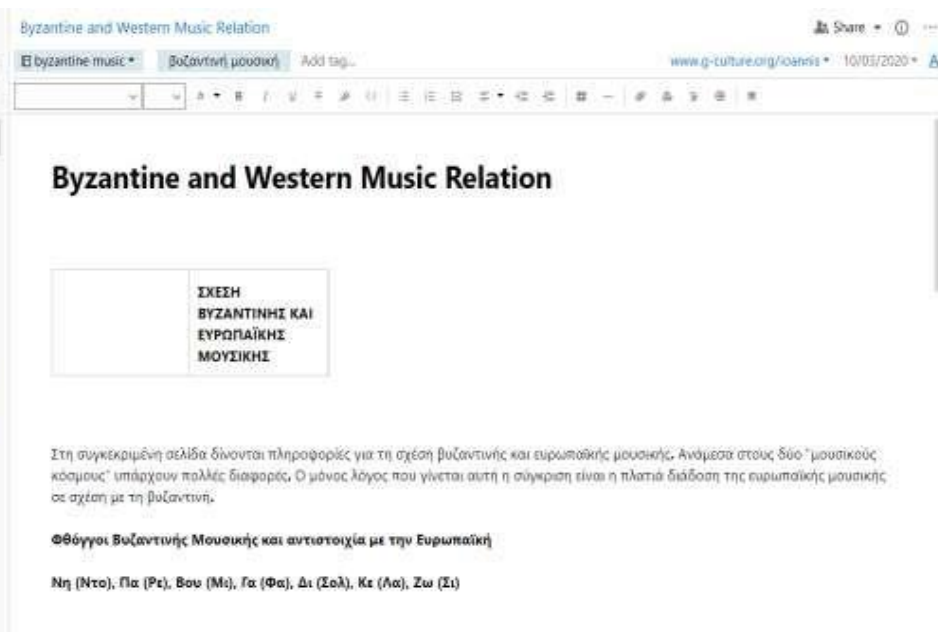 Byzantine and Western Music Relation
Share
byzantine music
βυζαντινή μουσική
Add tag...
www.g-culture.org/ioannis
10/03/2020
Byzantine and Western Music Relation
ΣΧΕΣΗ
ΒΥΖΑΝΤΙΝΗΣ ΚΑΙ
ΕΥΡΩΠΑΪΚΗΣ
ΜΟΥΣΙΚΗΣ
Στη συγκεκριμένη σελίδα δίνονται πληροφορίες για τη σχέση βυζαντινής και ευρωπαϊκής μουσικής. Ανάμεσα στους δύο "μουσικούς
κόσμους" υπάρχουν πολλές διαφορές. Ο μόνος λόγος που γίνεται αυτή η σύγκριση είναι η πλατιά διάδοση της ευρωπαϊκής μουσικής
σε σχέση με τη βυζαντινή.
Φθόγγοι Βυζαντινής Μουσικής και αντιστοιχία με την Ευρωπαϊκή
Νη (Ντο), Πα (Ρε), Βου (Μι), Γα (Φα), Δι (Σολ), Κε (Λα), Ζω (Σι)